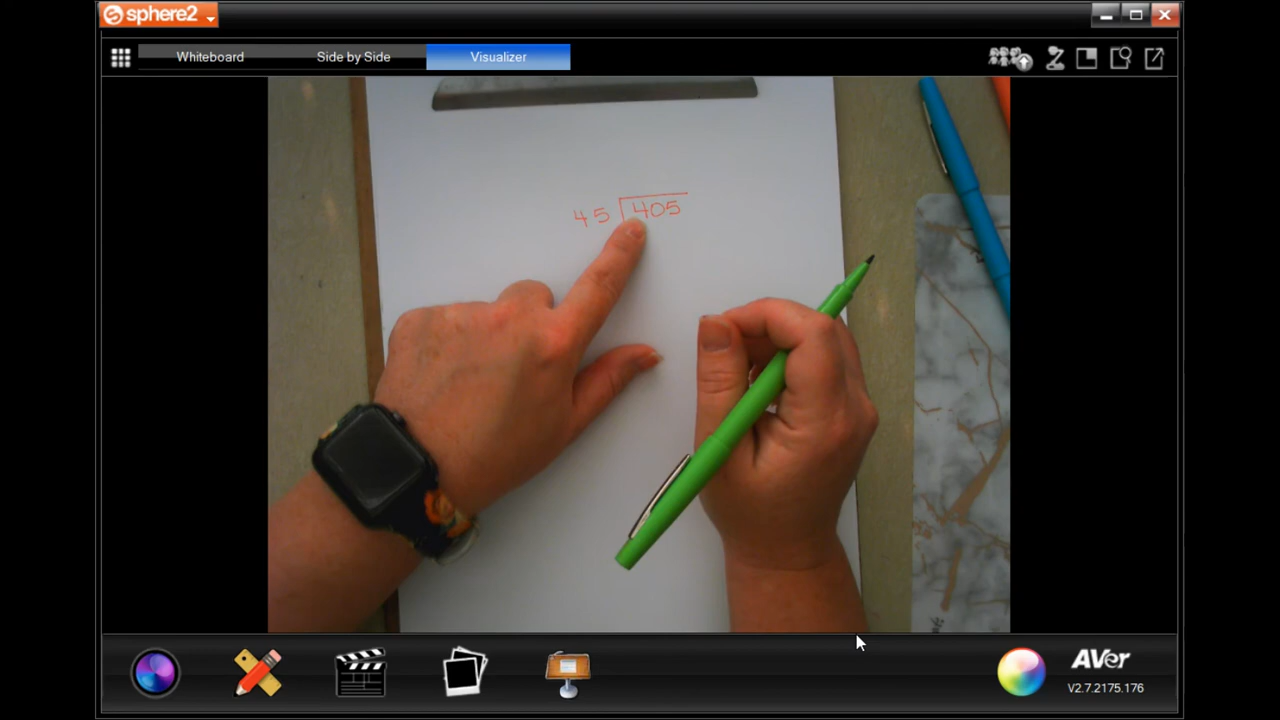 sphere2
Whiteboard Side by Side Visualizer
45 405
AVer
V2.7.2175.176